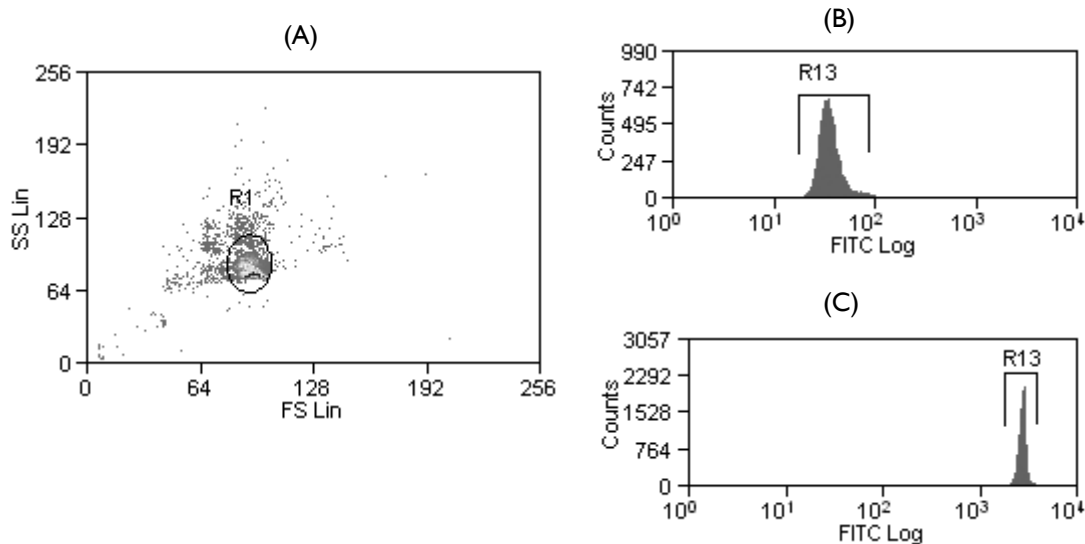 (A)
256
192
128
64
0
SS Lin
R1
0 64 128 192 256
FS Lin
(B)
990
742
495
247
0
Counts
R13
10⁰ 10¹ 10² 10³ 10⁴
FITC Log
(C)
3057
2292
1528
764
0
Counts
R13
10⁰ 10¹ 10² 10³ 10⁴
FITC Log